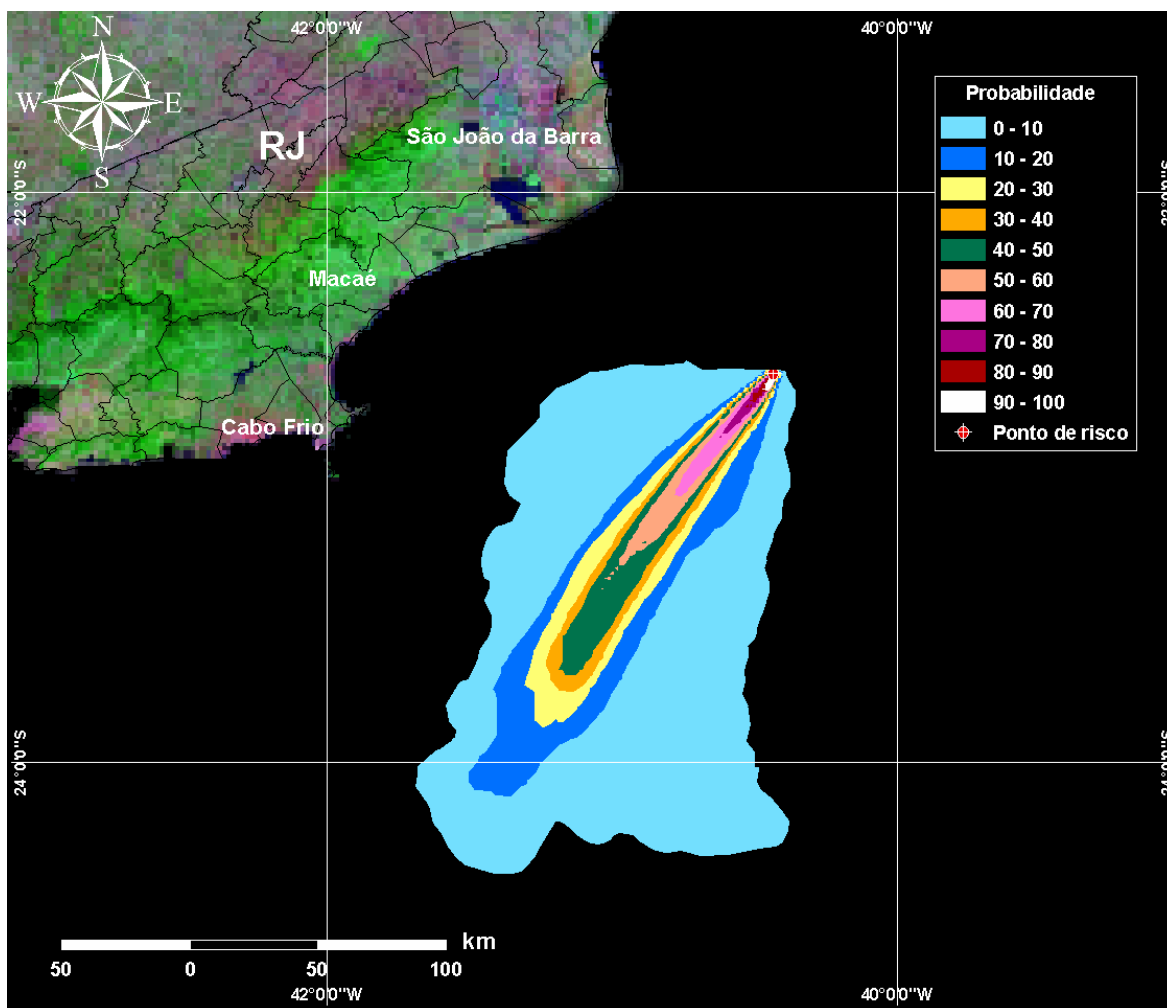 42°0'0"W
40°0'0"W
N
W
E
S
RJ
São João da Barra
Macaé
Cabo Frio
22°0'0"S
22°0'0"S
24°0'0"S
24°0'0"S
Probabilidade
0 - 10
10 - 20
20 - 30
30 - 40
40 - 50
50 - 60
60 - 70
70 - 80
80 - 90
90 - 100
Ponto de risco
km
50 0 50 100
42°0'0"W
40°0'0"W